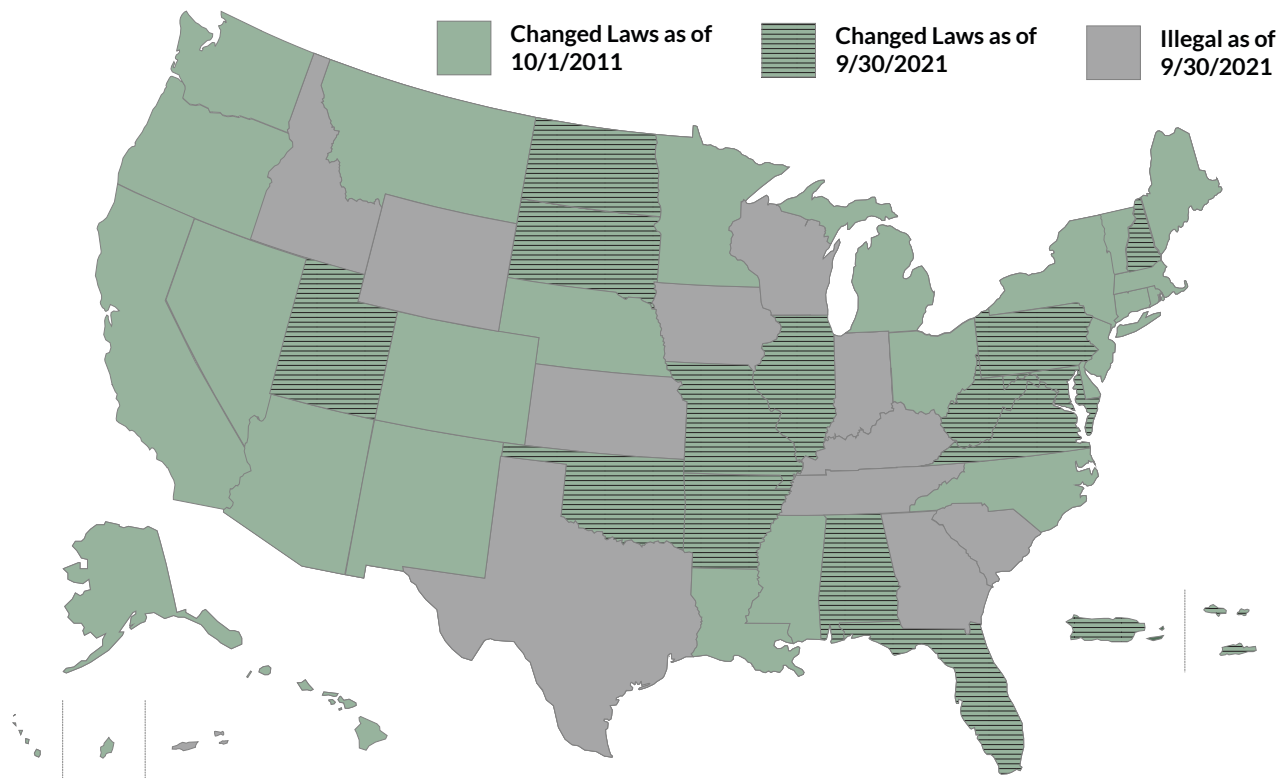 Changed Laws as of
10/1/2011
Changed Laws as of
9/30/2021
Illegal as of
9/30/2021